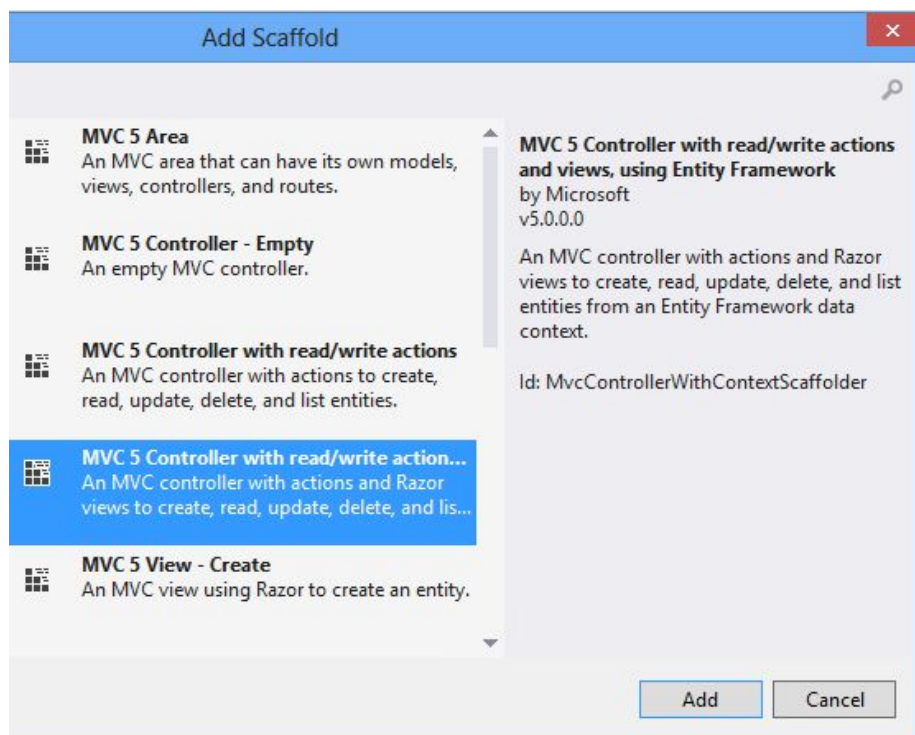 Add Scaffold
MVC 5 Area
An MVC area that can have its own models,
views, controllers, and routes.
MVC 5 Controller - Empty
An empty MVC controller.
MVC 5 Controller with read/write actions
An MVC controller with actions to create,
read, update, delete, and list entities.
MVC 5 Controller with read/write action...
An MVC controller with actions and Razor
views to create, read, update, delete, and lis...
MVC 5 View - Create
An MVC view using Razor to create an entity.
MVC 5 Controller with read/write actions
and views, using Entity Framework
by Microsoft
v5.0.0.0
An MVC controller with actions and Razor
views to create, read, update, delete, and list
entities from an Entity Framework data
context.
Id: MvcControllerWithContextScaffolder
Add
Cancel